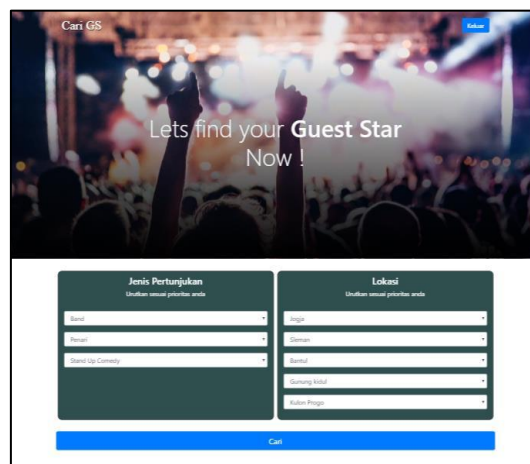 Cari GS
Keluar
Lets find your Guest Star
Now !
Jenis Pertunjukan
Urutkan sesuai prioritas anda
Band
Penari
Stand Up Comedy
Lokasi
Urutkan sesuai prioritas anda
Jogja
Sleman
Bantul
Gunung kidul
Kulon Progo
Cari